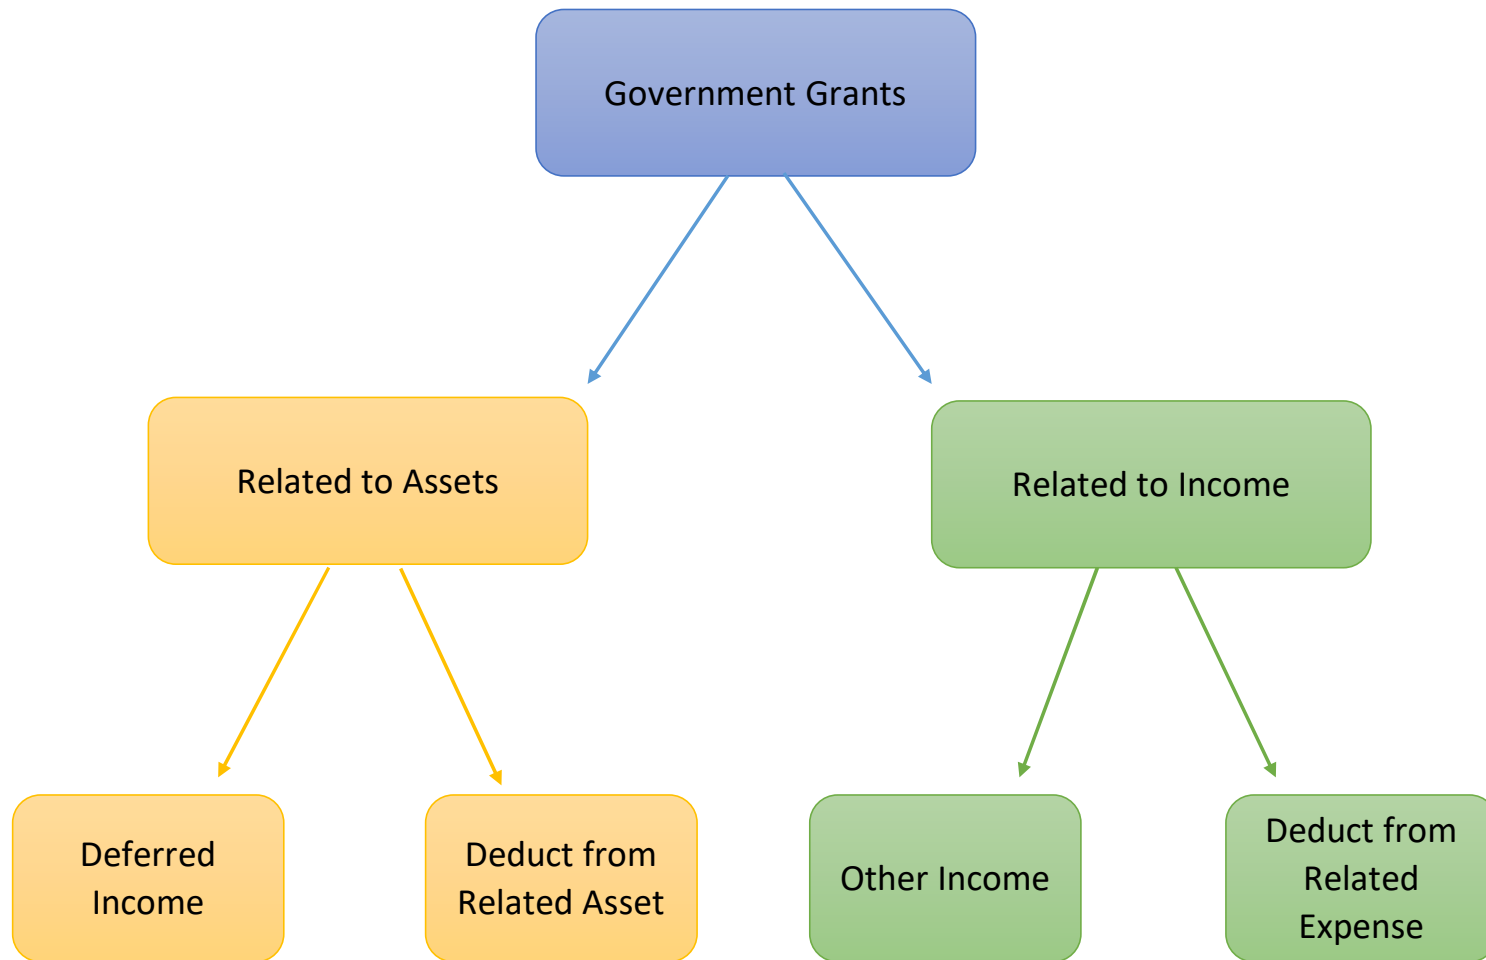 Government Grants
Related to Assets
Related to Income
Deferred
Income
Deduct from
Related Asset
Other Income
Deduct from
Related
Expense